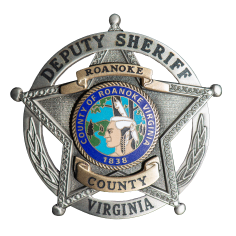 DEPUTY SHERIFF
ROANOKE
COUNTY OF ROANOKE VIRGINIA
1838
COUNTY
VIRGINIA